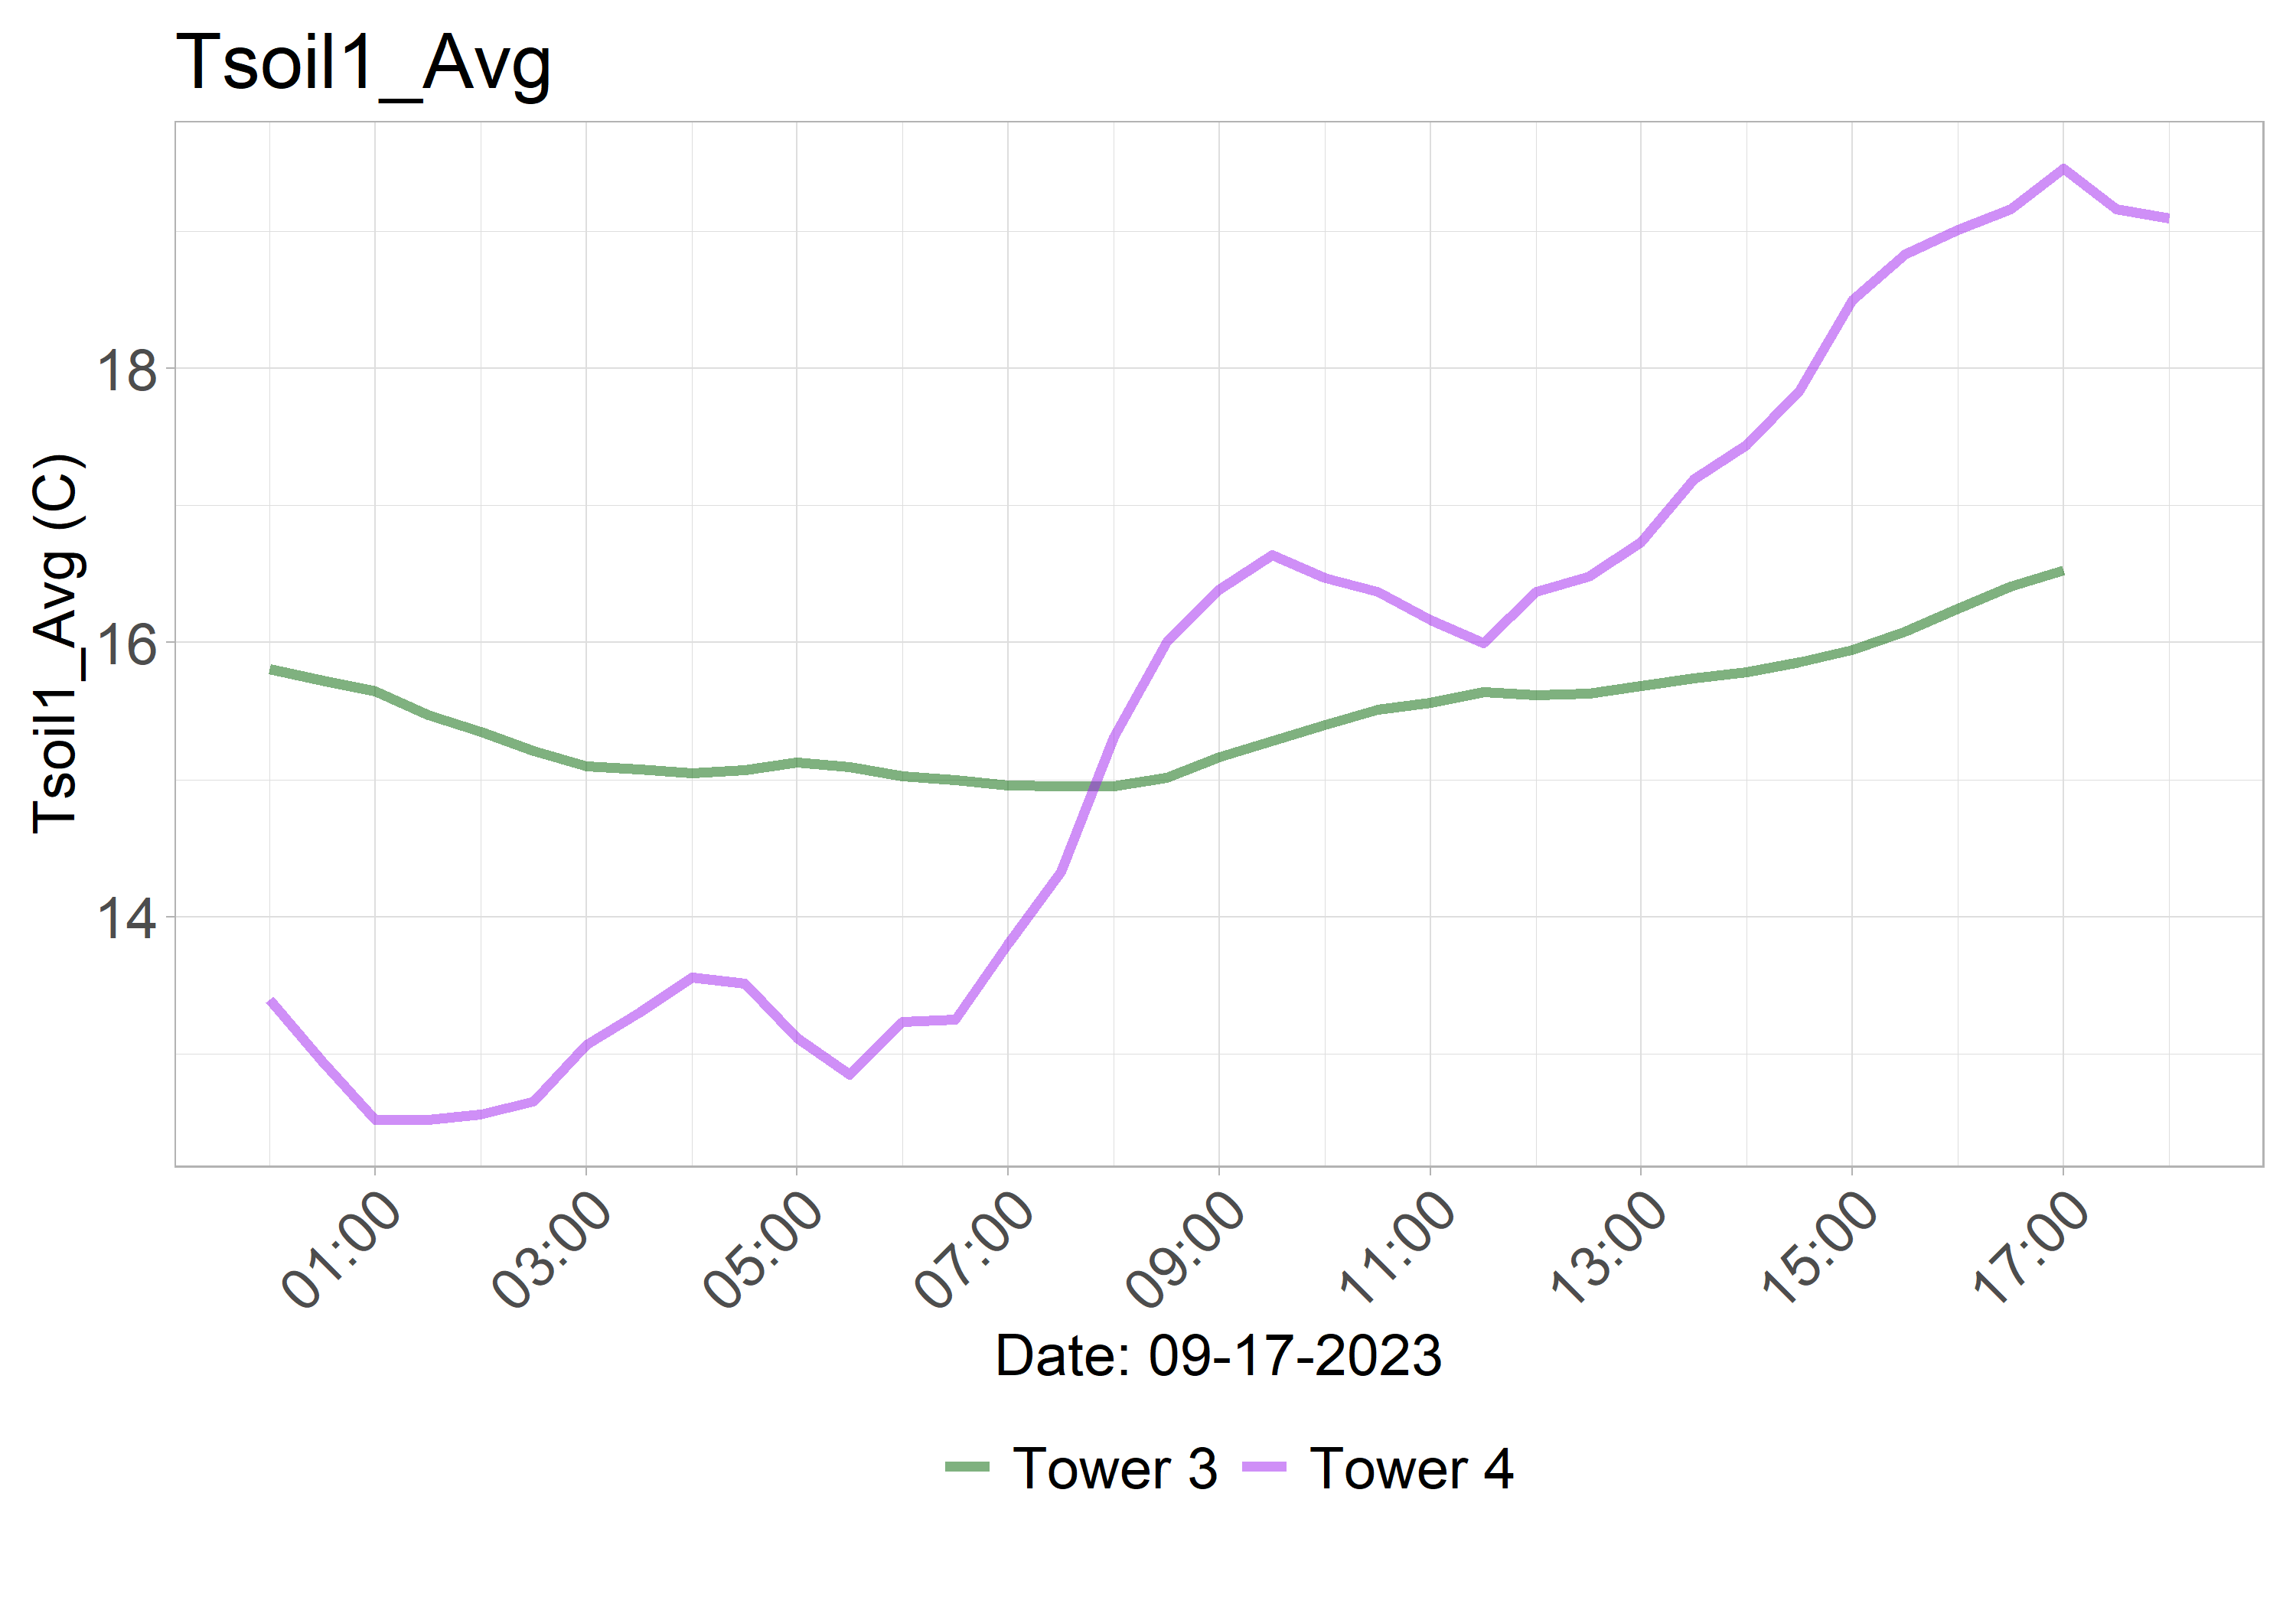 Tsoil1_Avg
Tsoil1_Avg (C)
18
16
14
01:00 03:00 05:00 07:00 09:00 11:00 13:00 15:00 17:00
Date: 09-17-2023
Tower 3 Tower 4